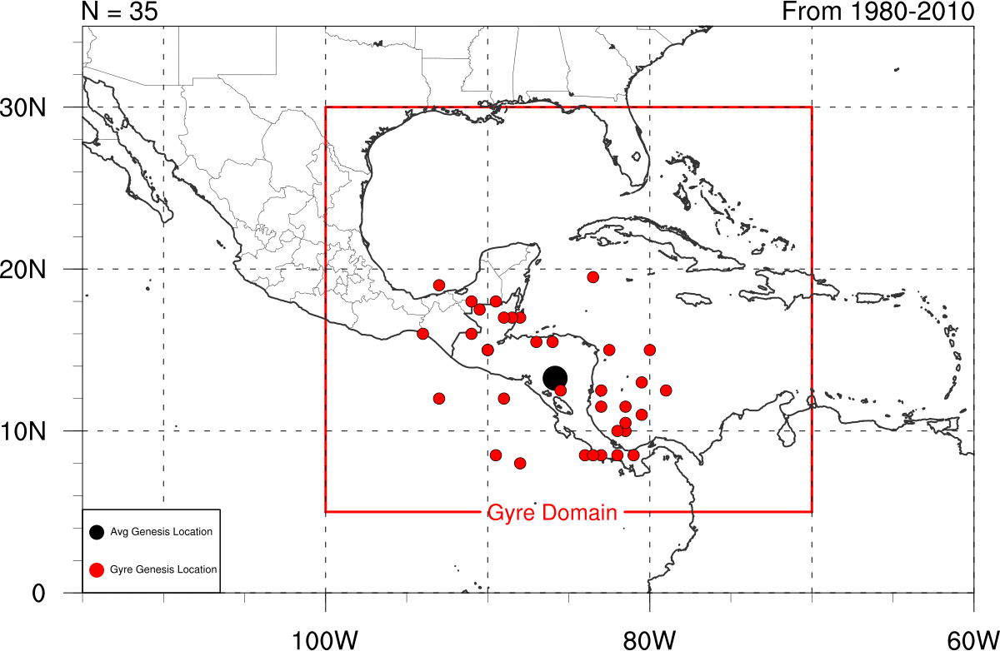 N = 35
From 1980-2010
30N
20N
10N
Gyre Domain
Avg Genesis Location
Gyre Genesis Location
0
100W
80W
60W